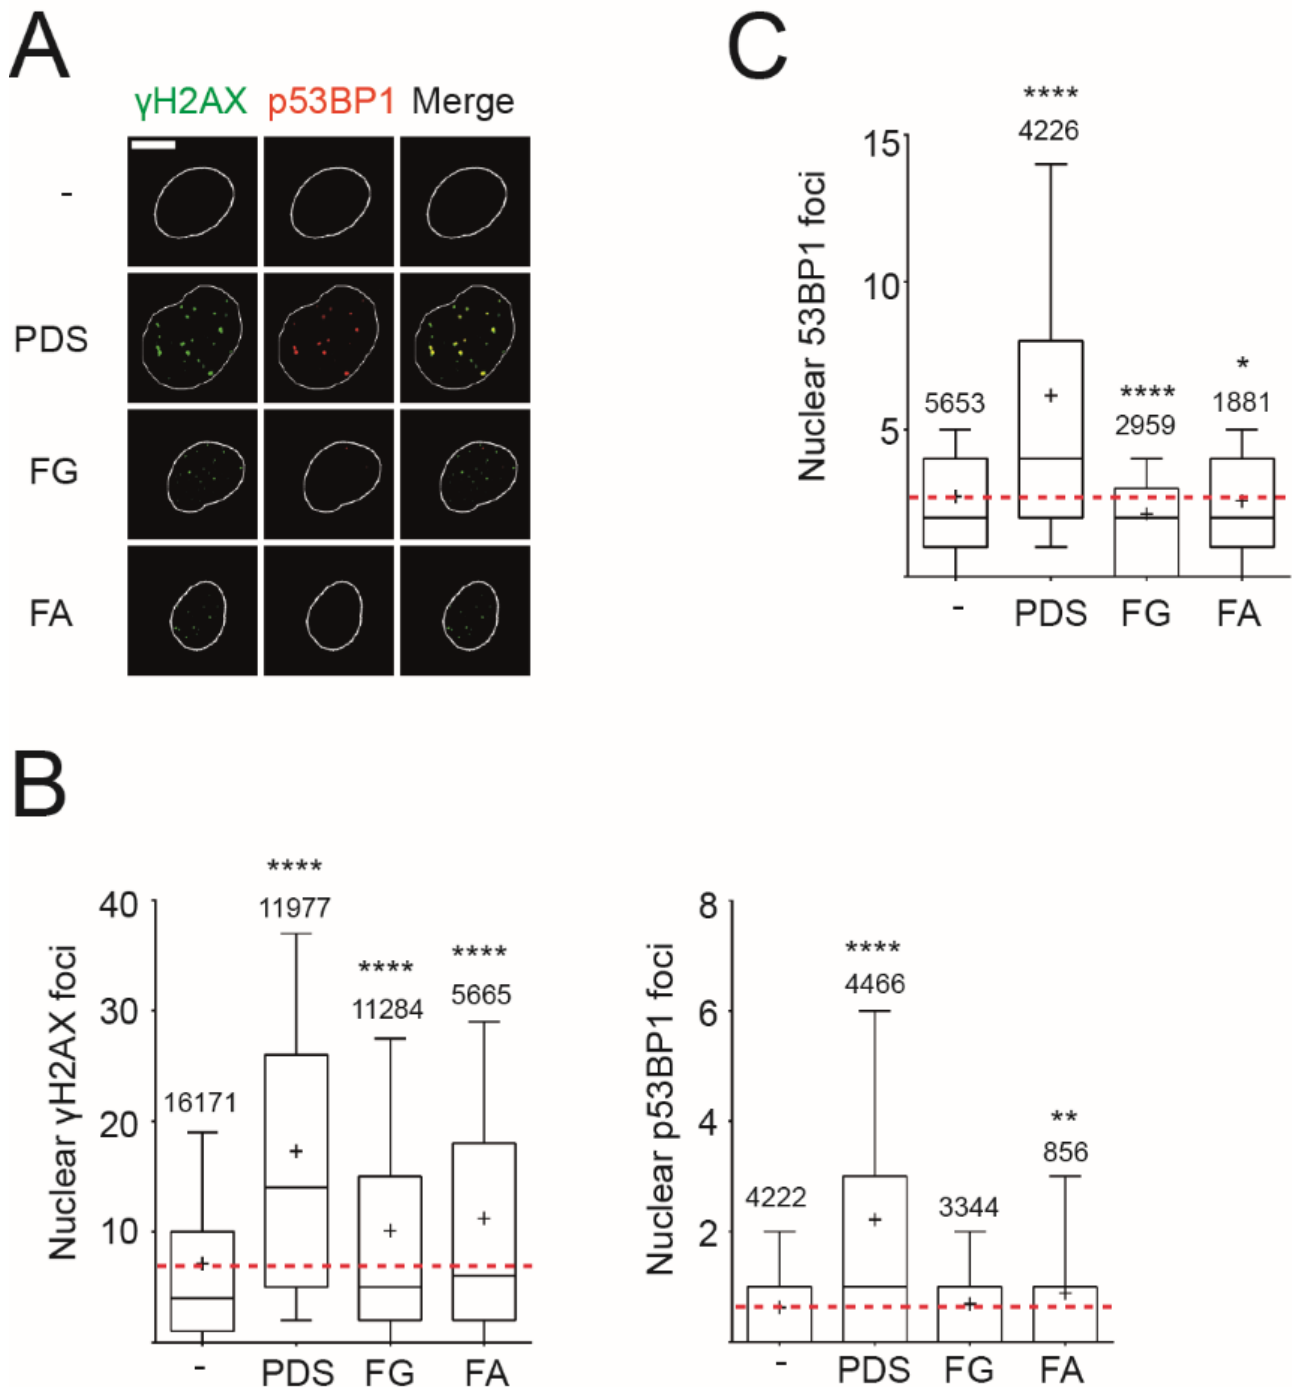 A
γH2AX p53BP1 Merge
-
PDS
FG
FA
C
Nuclear 53BP1 foci
15
10
5
****
4226
5653
****
2959
*
1881
- PDS FG FA
B
Nuclear γH2AX foci
40
30
20
10
****
11977
****
11284
****
5665
16171
- PDS FG FA
Nuclear p53BP1 foci
8
6
4
2
****
4466
**
856
4222
3344
- PDS FG FA